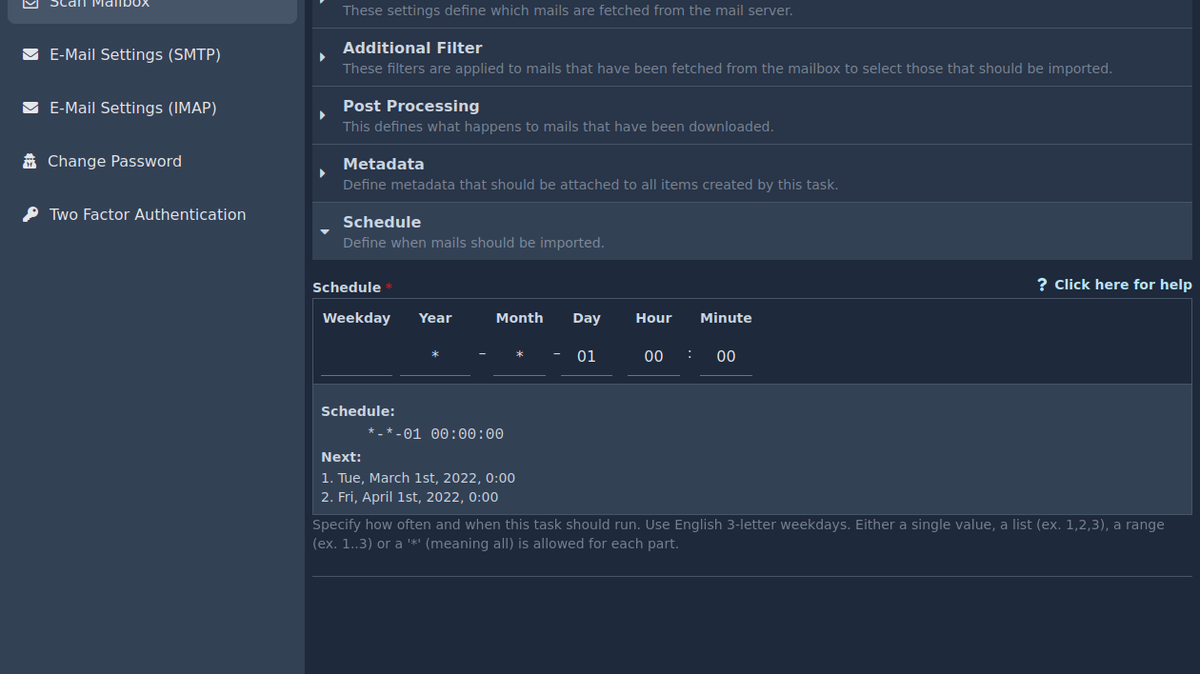 Scan Mailbox
E-Mail Settings (SMTP)
E-Mail Settings (IMAP)
Change Password
Two Factor Authentication
These settings define which mails are fetched from the mail server.
Additional Filter
These filters are applied to mails that have been fetched from the mailbox to select those that should be imported.
Post Processing
This defines what happens to mails that have been downloaded.
Metadata
Define metadata that should be attached to all items created by this task.
Schedule
Define when mails should be imported.
Schedule * ? Click here for help
Weekday Year Month Day Hour Minute
* – * – 01 00 : 00
Schedule:
*-*-01 00:00:00
Next:
1. Tue, March 1st, 2022, 0:00
2. Fri, April 1st, 2022, 0:00
Specify how often and when this task should run. Use English 3-letter weekdays. Either a single value, a list (ex. 1,2,3), a range
(ex. 1..3) or a '*' (meaning all) is allowed for each part.